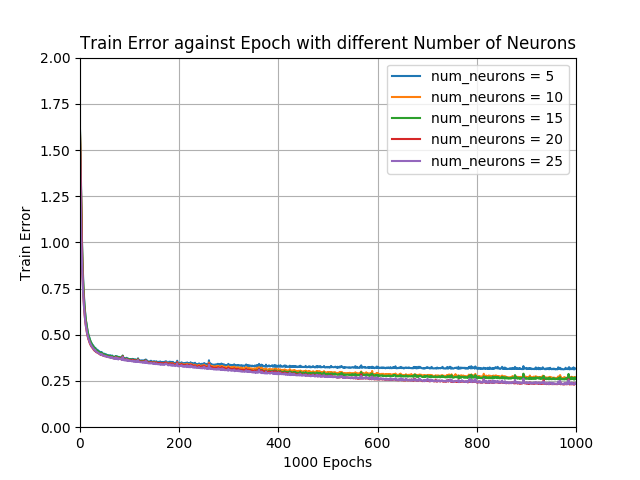 Train Error against Epoch with different Number of Neurons
2.00
1.75
1.50
1.25
1.00
0.75
0.50
0.25
0.00
Train Error
num_neurons = 5
num_neurons = 10
num_neurons = 15
num_neurons = 20
num_neurons = 25
0 200 400 600 800 1000
1000 Epochs